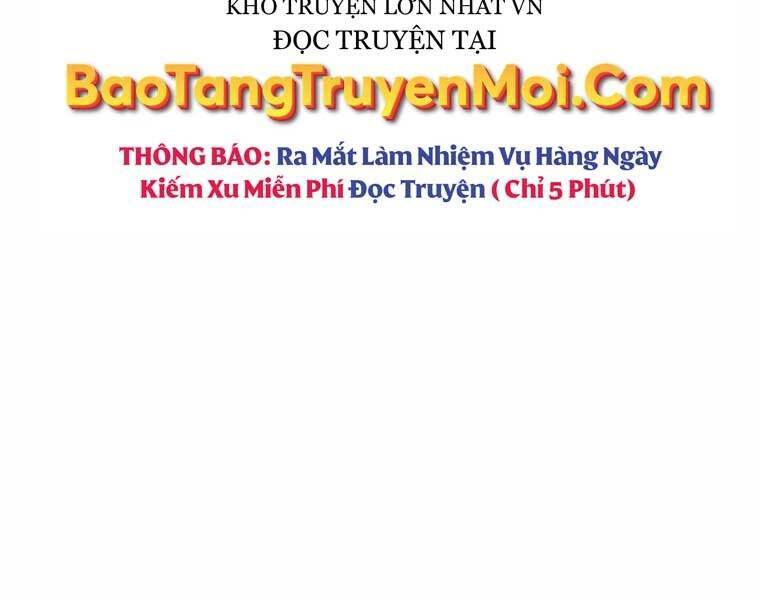 KHO TRUYỆN LỚN NHẤT VN
ĐỌC TRUYỆN TẠI
BaoTangTruyenMoi.Com
THÔNG BÁO: Ra Mắt Làm Nhiệm Vụ Hàng Ngày
Kiếm Xu Miễn Phí Đọc Truyện ( Chỉ 5 Phút)